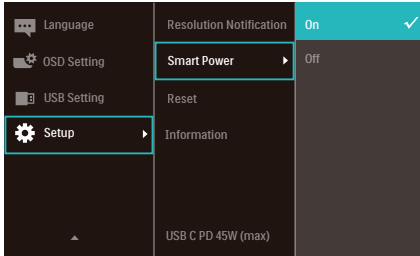 Language
OSD Setting
USB Setting
Setup
Resolution Notification
Smart Power
Reset
Information
USB C PD 45W (max)
On
Off